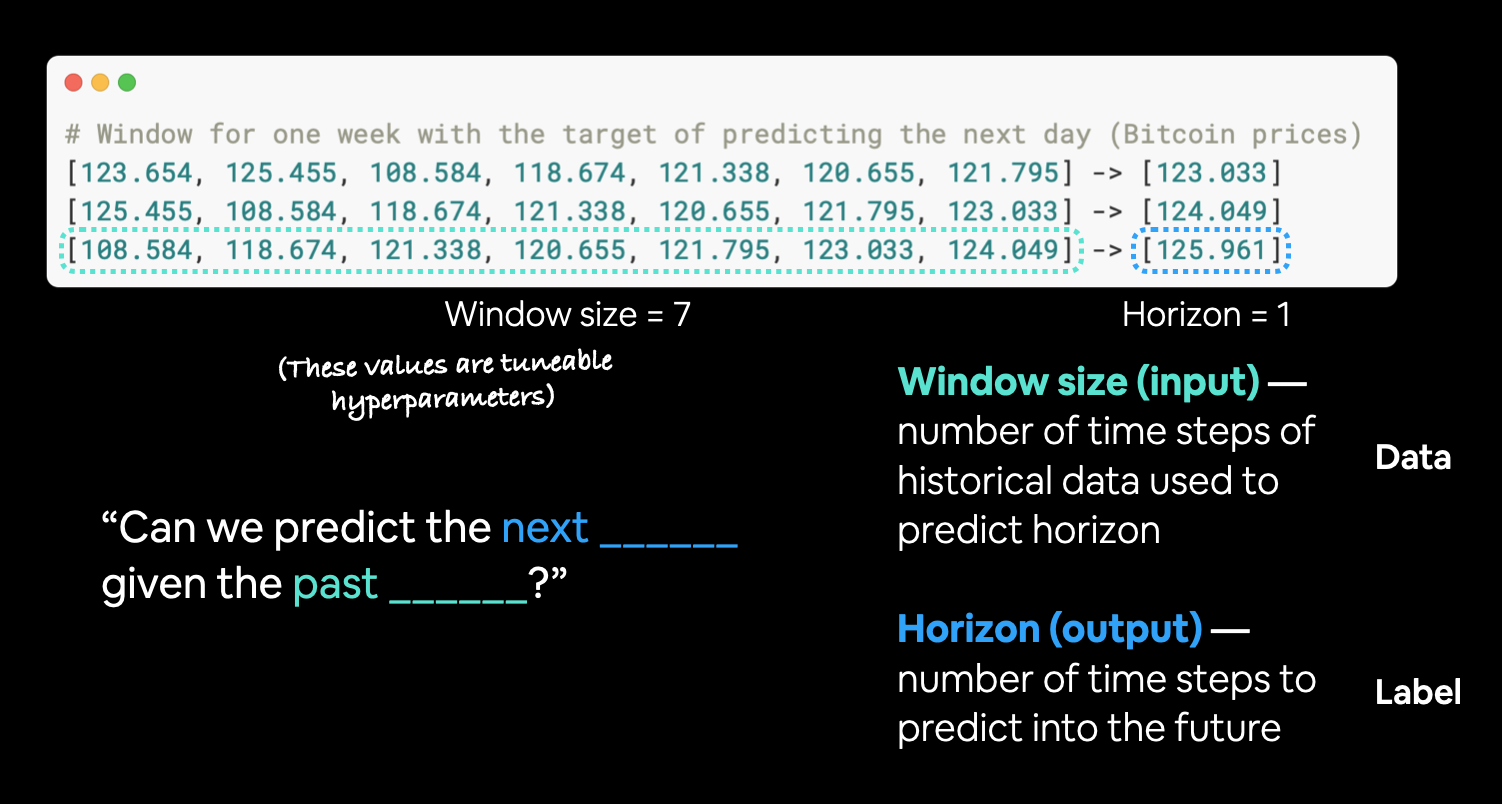 # Window for one week with the target of predicting the next day (Bitcoin prices)
[123.654, 125.455, 108.584, 118.674, 121.338, 120.655, 121.795] -> [123.033]
[125.455, 108.584, 118.674, 121.338, 120.655, 121.795, 123.033] -> [124.049]
[108.584, 118.674, 121.338, 120.655, 121.795, 123.033, 124.049] -> [125.961]
Window size = 7
Horizon = 1
(These values are tuneable
hyperparameters)
“Can we predict the next ______
given the past ______?”
Window size (input) —
number of time steps of
historical data used to
predict horizon
Data
Horizon (output) —
number of time steps to
predict into the future
Label